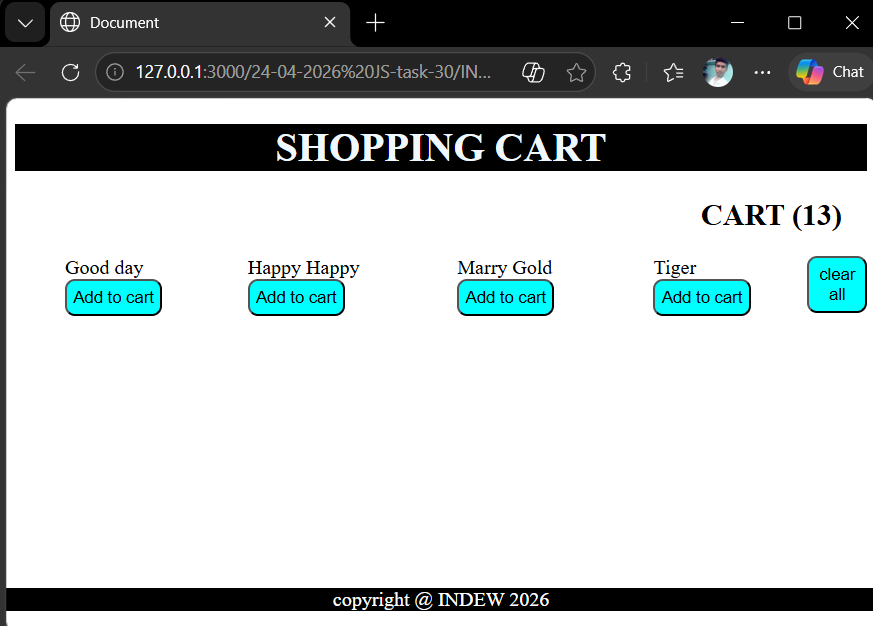 Document
127.0.0.1:3000/24-04-2026%20JS-task-30/IN...
Chat
SHOPPING CART
CART (13)
Good day Happy Happy Marry Gold Tiger
Add to cart Add to cart Add to cart Add to cart clear
all
copyright @ INDEW 2026